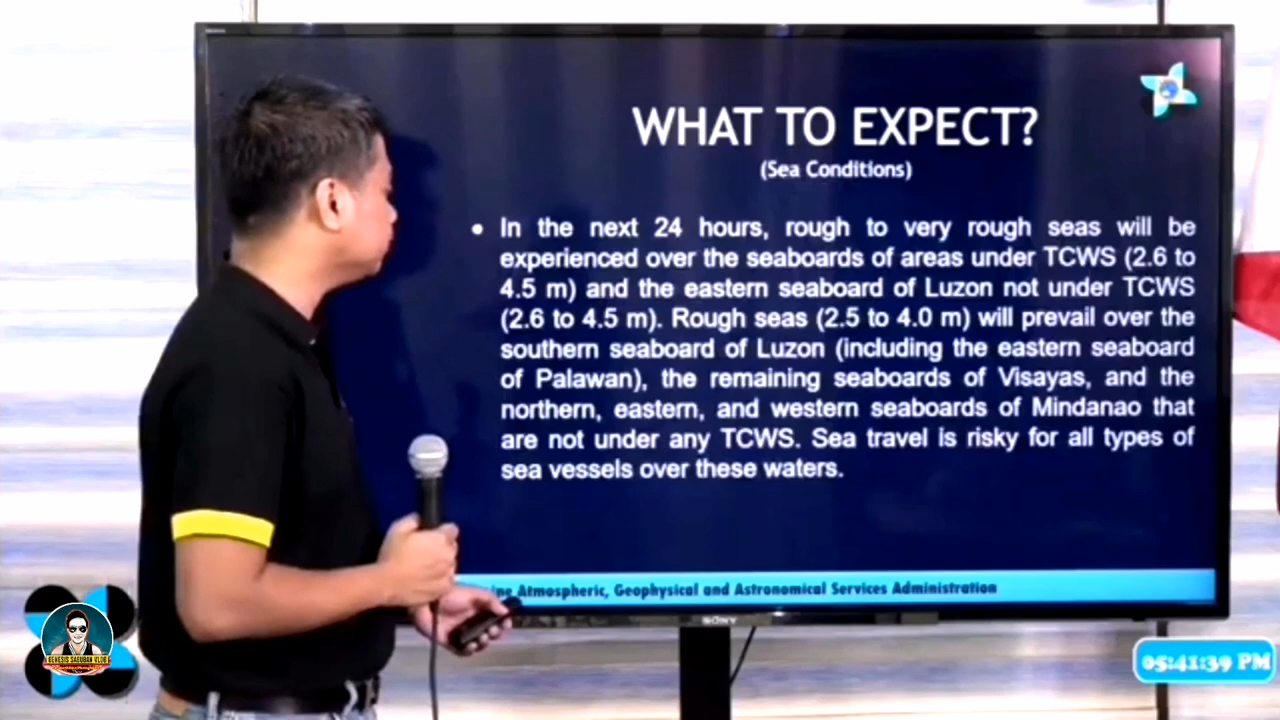 WHAT TO EXPECT?
(Sea Conditions)
• In the next 24 hours, rough to very rough seas will be
experienced over the seaboards of areas under TCWS (2.6 to
4.5 m) and the eastern seaboard of Luzon not under TCWS
(2.6 to 4.5 m). Rough seas (2.5 to 4.0 m) will prevail over the
southern seaboard of Luzon (including the eastern seaboard
of Palawan), the remaining seaboards of Visayas, and the
northern, eastern, and western seaboards of Mindanao that
are not under any TCWS. Sea travel is risky for all types of
sea vessels over these waters.
ine Atmospheric, Geophysical and Astronomical Services Administration
SONY
05:41:39 PM